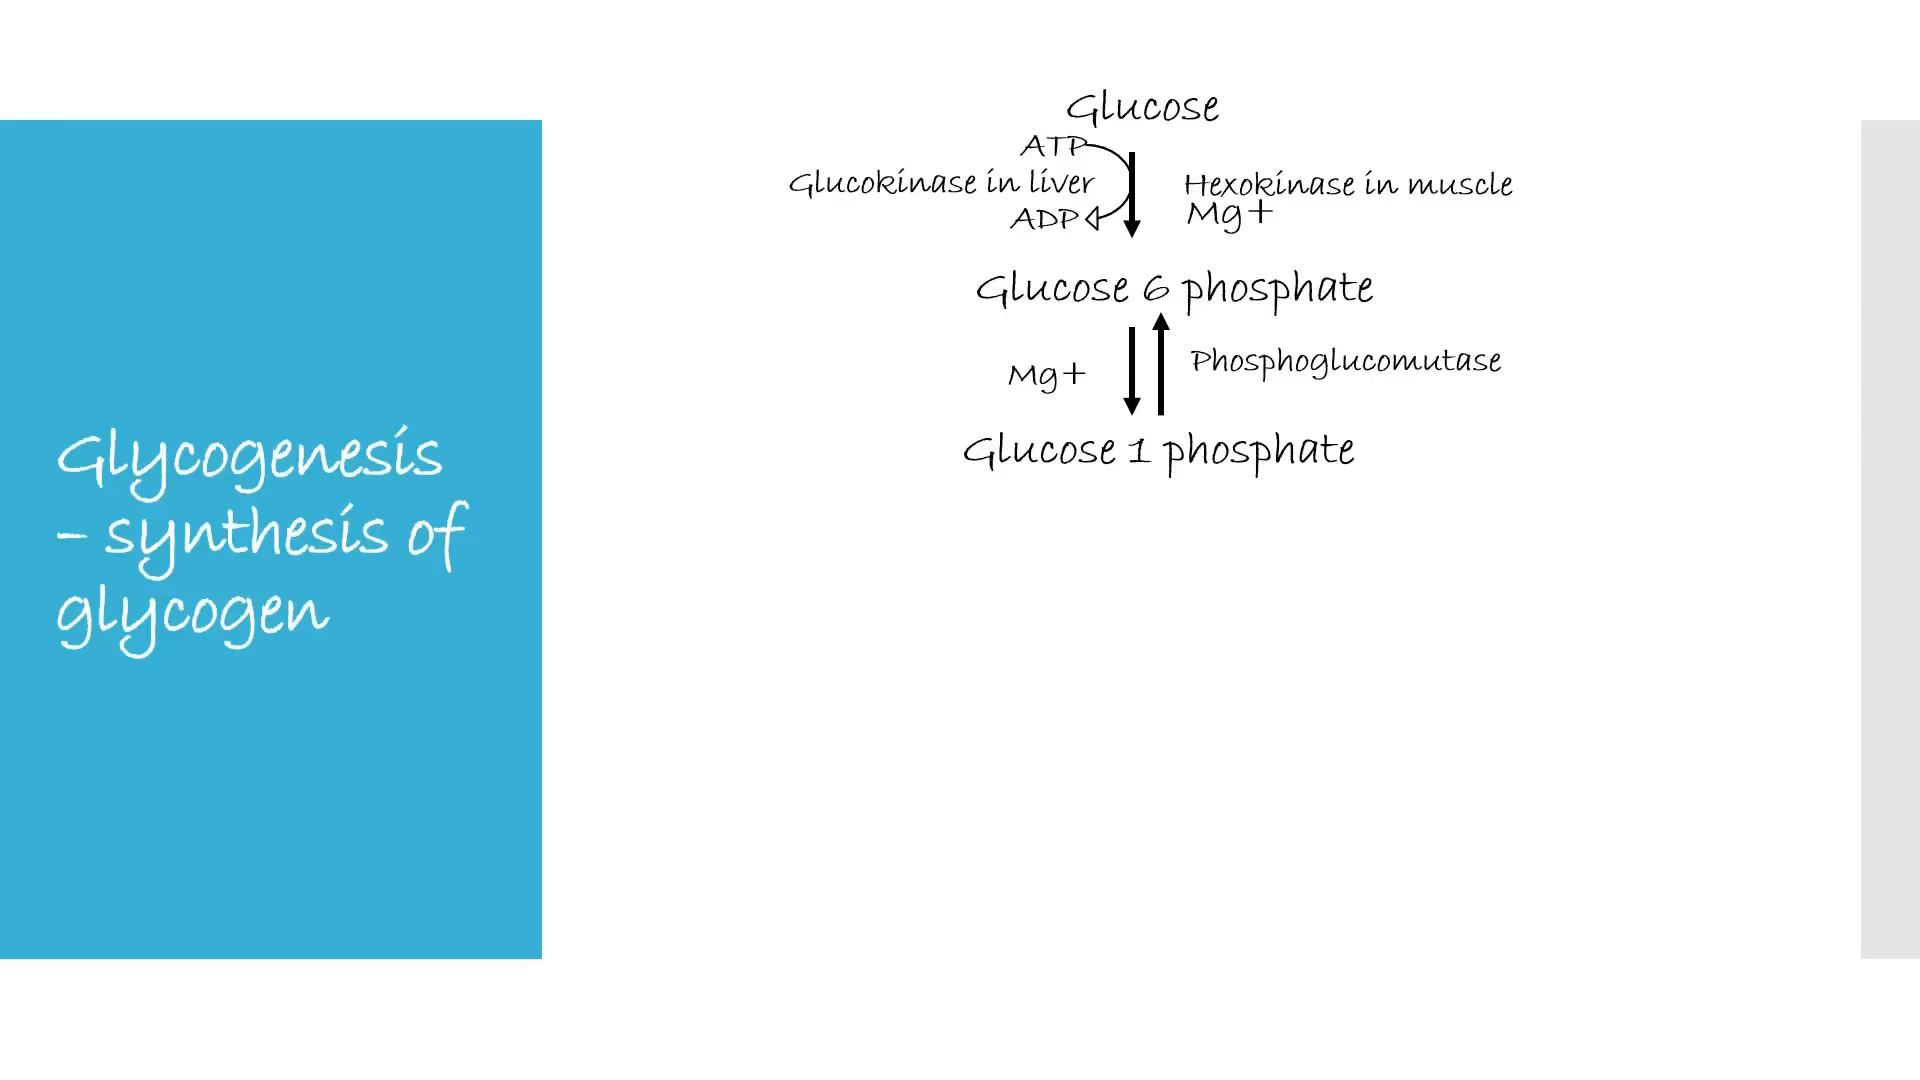 Glycogenesis
– synthesis of
glycogen
Glucose
ATP
Glucokinase in liver
ADP
Hexokinase in muscle
Mg+
Glucose 6 phosphate
Mg+
Phosphoglucomutase
Glucose 1 phosphate